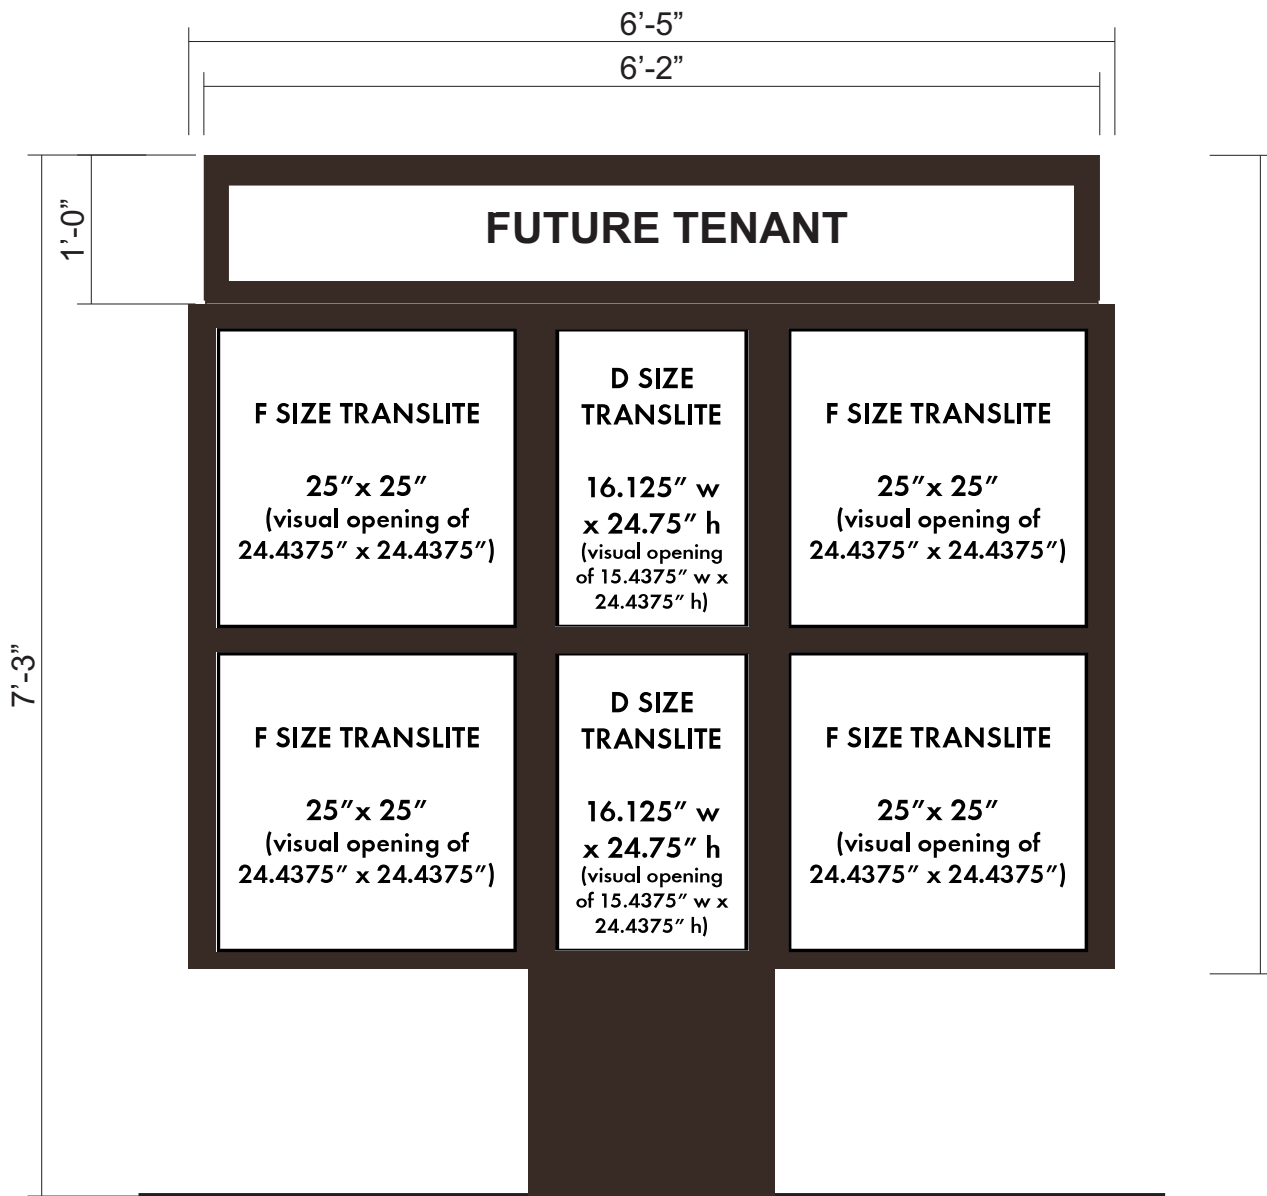 6’-5”
6’-2”
1’-0”
7’-3”
FUTURE TENANT
F SIZE TRANSLITE
25″x 25″
(visual opening of
24.4375″ x 24.4375″)
D SIZE
TRANSLITE
16.125″ w
x 24.75″ h
(visual opening
of 15.4375″ w x
24.4375″ h)
F SIZE TRANSLITE
25″x 25″
(visual opening of
24.4375″ x 24.4375″)
F SIZE TRANSLITE
25″x 25″
(visual opening of
24.4375″ x 24.4375″)
D SIZE
TRANSLITE
16.125″ w
x 24.75″ h
(visual opening
of 15.4375″ w x
24.4375″ h)
F SIZE TRANSLITE
25″x 25″
(visual opening of
24.4375″ x 24.4375″)